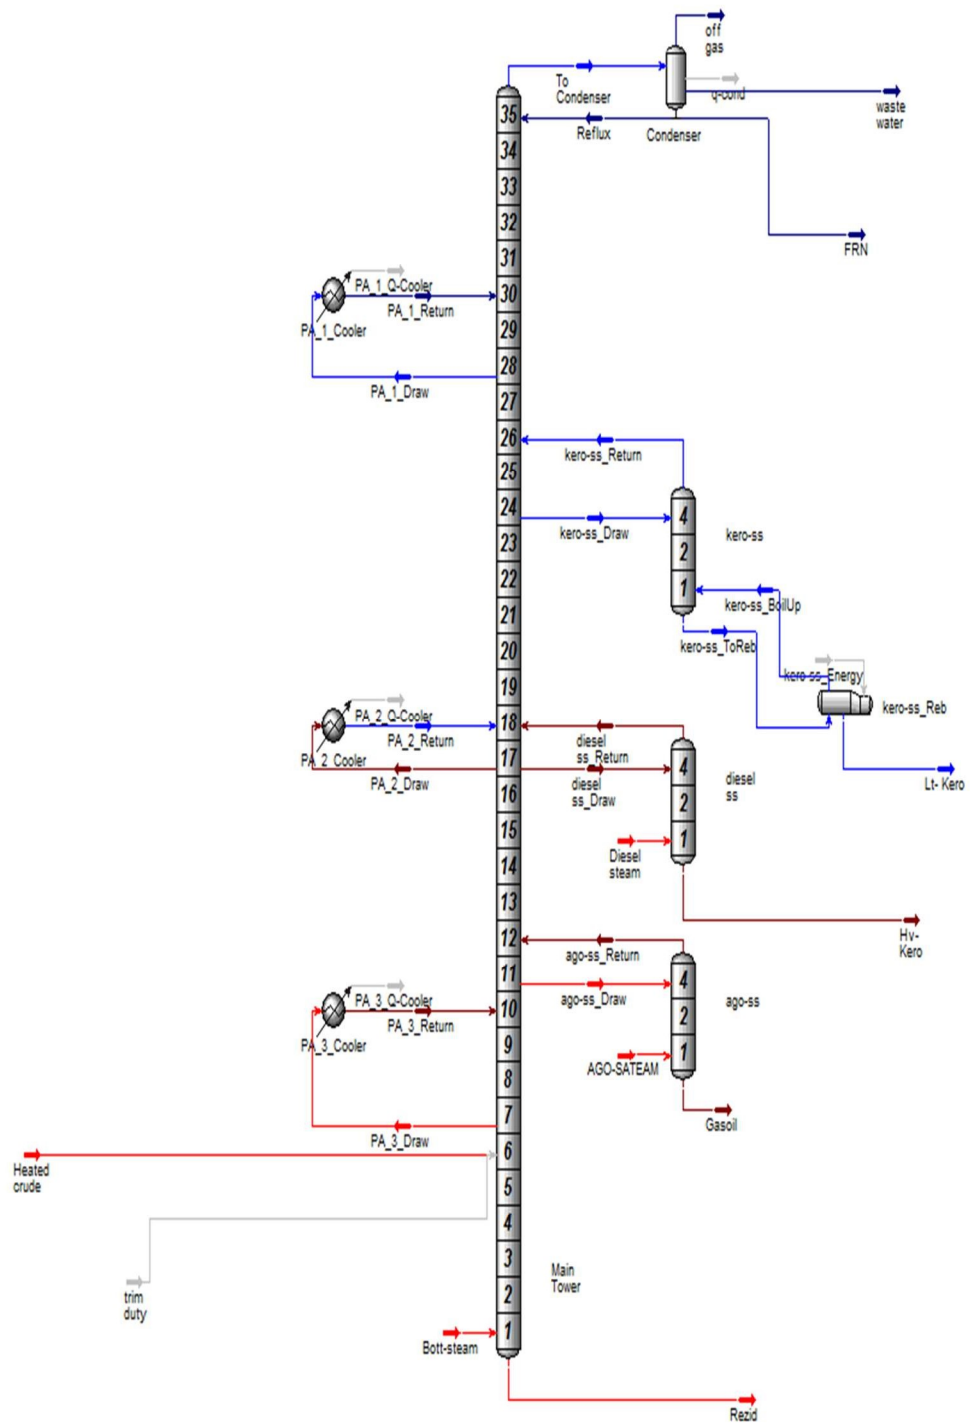 off
gas
To
Condenser
q-cond
waste
water
35
Reflux
Condenser
34
33
32
31
FRN
PA_1_Q-Cooler
30
PA_1_Return
PA_1_Cooler
29
28
PA_1_Draw
27
26
kero-ss_Return
25
24
4
kero-ss_Draw
kero-ss
23
2
22
1
kero-ss_BoilUp
21
kero-ss_ToReb
20
kero-ss_Energy
19
kero-ss_Reb
PA_2_Q-Cooler
18
PA_2_Return
diesel
ss_Return
PA_2_Cooler
17
4
PA_2_Draw
diesel
ss_Draw
diesel
ss
Lt- Kero
16
2
15
1
Diesel
steam
14
13
12
Hv-
Kero
ago-ss_Return
11
4
PA_3_Q-Cooler
ago-ss_Draw
ago-ss
10
2
PA_3_Return
PA_3_Cooler
9
1
AGO-SATEAM
8
7
Gasoil
PA_3_Draw
6
Heated
crude
5
4
3
Main
Tower
2
trim
duty
1
Bott-steam
Rezid